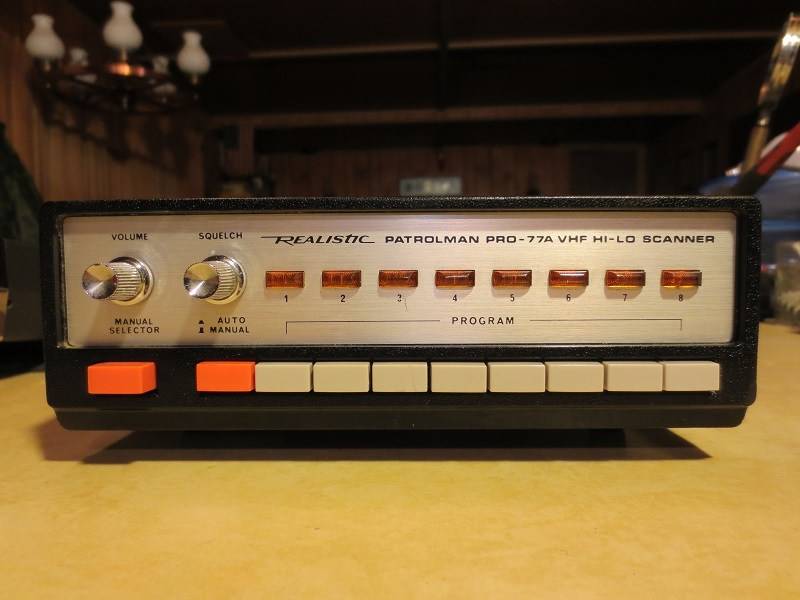 VOLUME SQUELCH REALISTIC PATROLMAN PRO-77A VHF HI-LO SCANNER
1 2 3 4 5 6 7 8
MANUAL SELECTOR
AUTO
MANUAL
PROGRAM